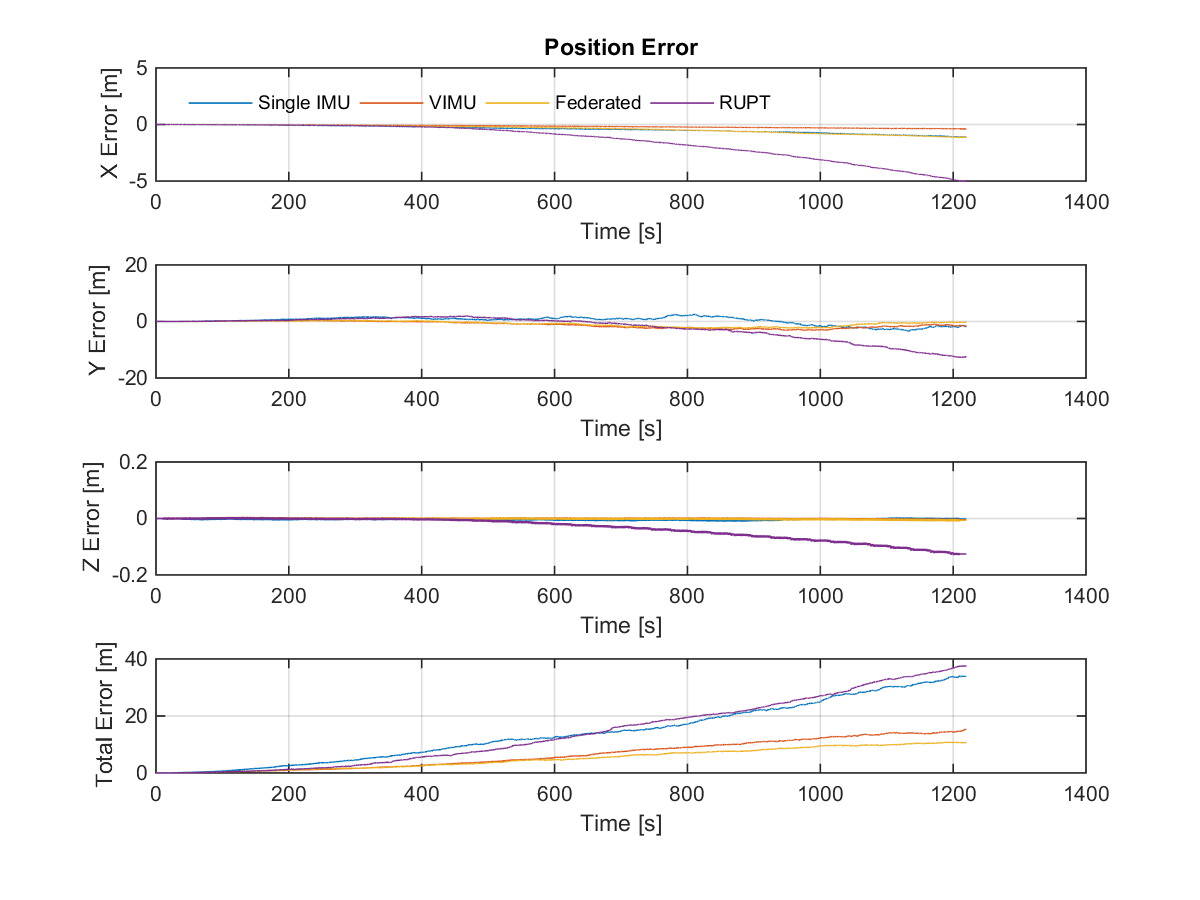 Position Error
X Error [m]
5
0
-5
Single IMU VIMU Federated RUPT
0 200 400 600 800 1000 1200 1400
Time [s]
Y Error [m]
20
0
-20
0 200 400 600 800 1000 1200 1400
Time [s]
Z Error [m]
0.2
0
-0.2
0 200 400 600 800 1000 1200 1400
Time [s]
Total Error [m]
40
20
0
0 200 400 600 800 1000 1200 1400
Time [s]